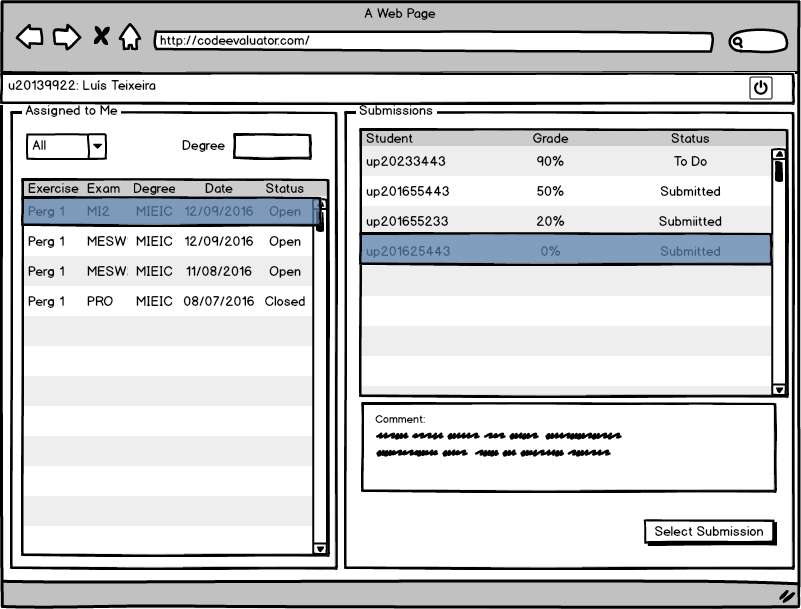 A Web Page
http://codeevaluator.com/
u20139922: Luís Teixeira
Assigned to Me
All
Degree
Exercise Exam Degree Date Status
Perg 1 MI2 MIEIC 12/09/2016 Open
Perg 1 MESW MIEIC 12/09/2016 Open
Perg 1 MESW MIEIC 11/08/2016 Open
Perg 1 PRO MIEIC 08/07/2016 Closed
Submissions
Student Grade Status
up20233443 90% To Do
up201655443 50% Submitted
up201655233 20% Submiitted
up201625443 0% Submitted
Comment:
Select Submission